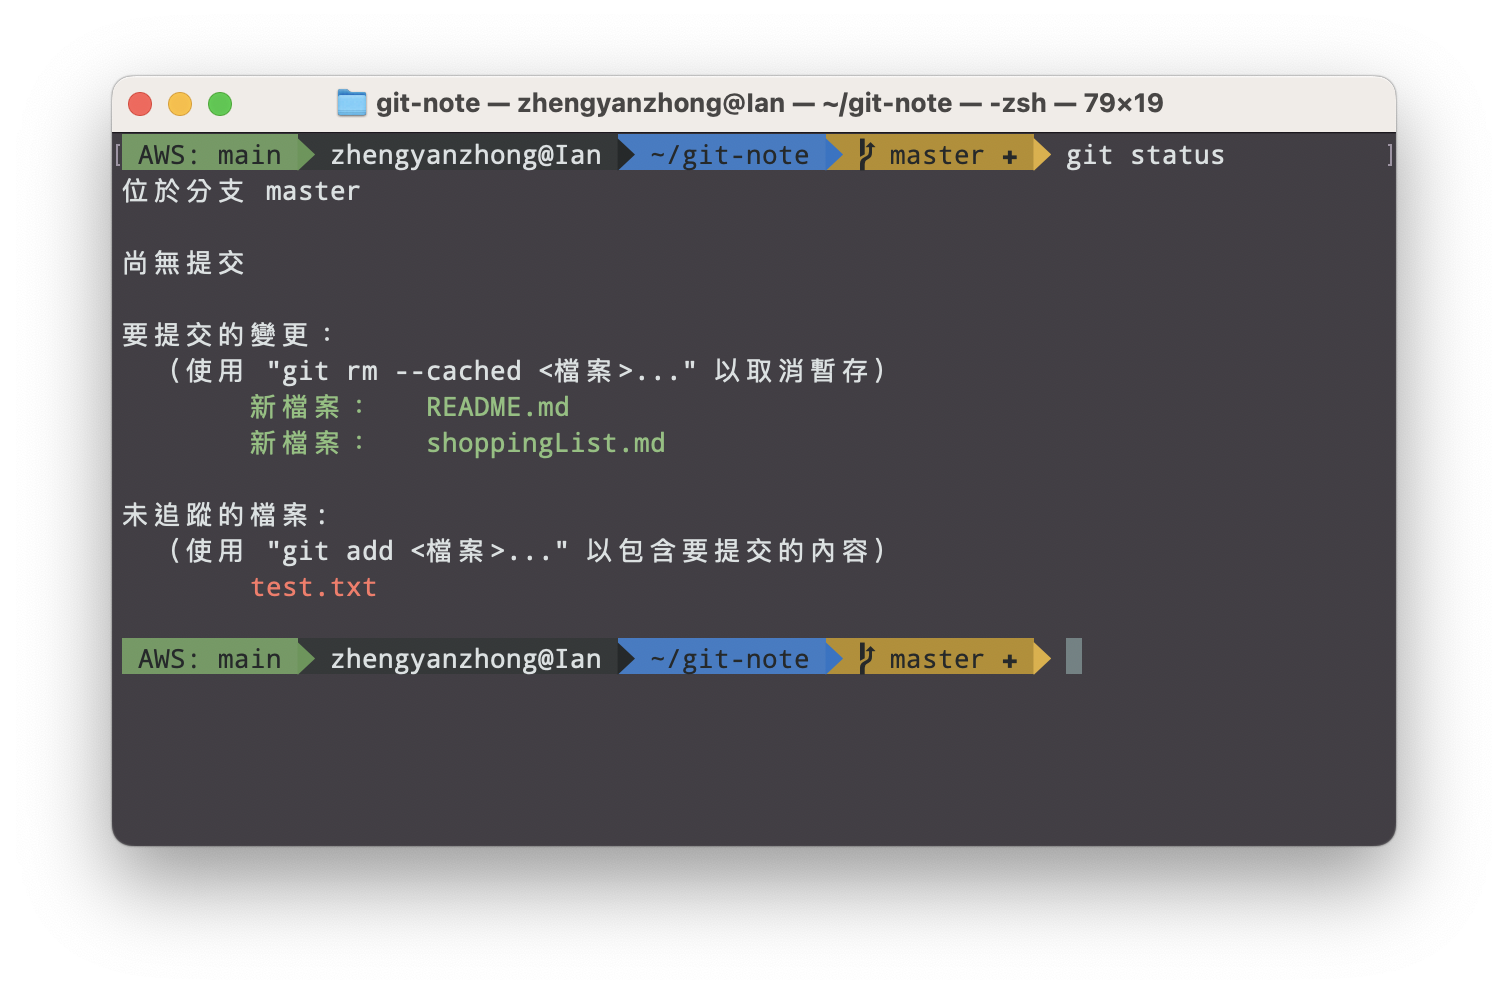 git-note — zhengyanzhong@Ian — ~/git-note — -zsh — 79×19
[ AWS: main zhengyanzhong@Ian ~/git-note master + git status ]
位於分支 master
尚無提交
要提交的變更：
（使用 "git rm --cached <檔案>..." 以取消暫存）
新檔案： README.md
新檔案： shoppingList.md
未追蹤的檔案:
（使用 "git add <檔案>..." 以包含要提交的內容）
test.txt
AWS: main zhengyanzhong@Ian ~/git-note master +